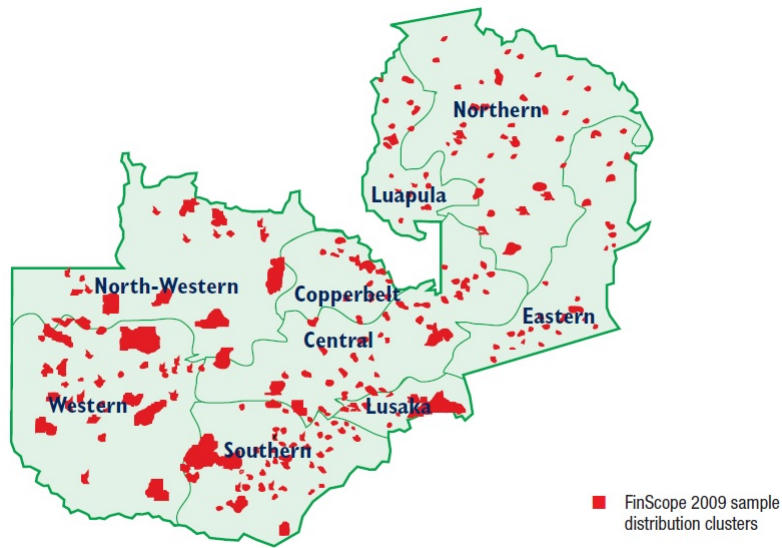 Northern
Luapula
North-Western
Copperbelt
Eastern
Central
Western
Lusaka
Southern
FinScope 2009 sample
distribution clusters